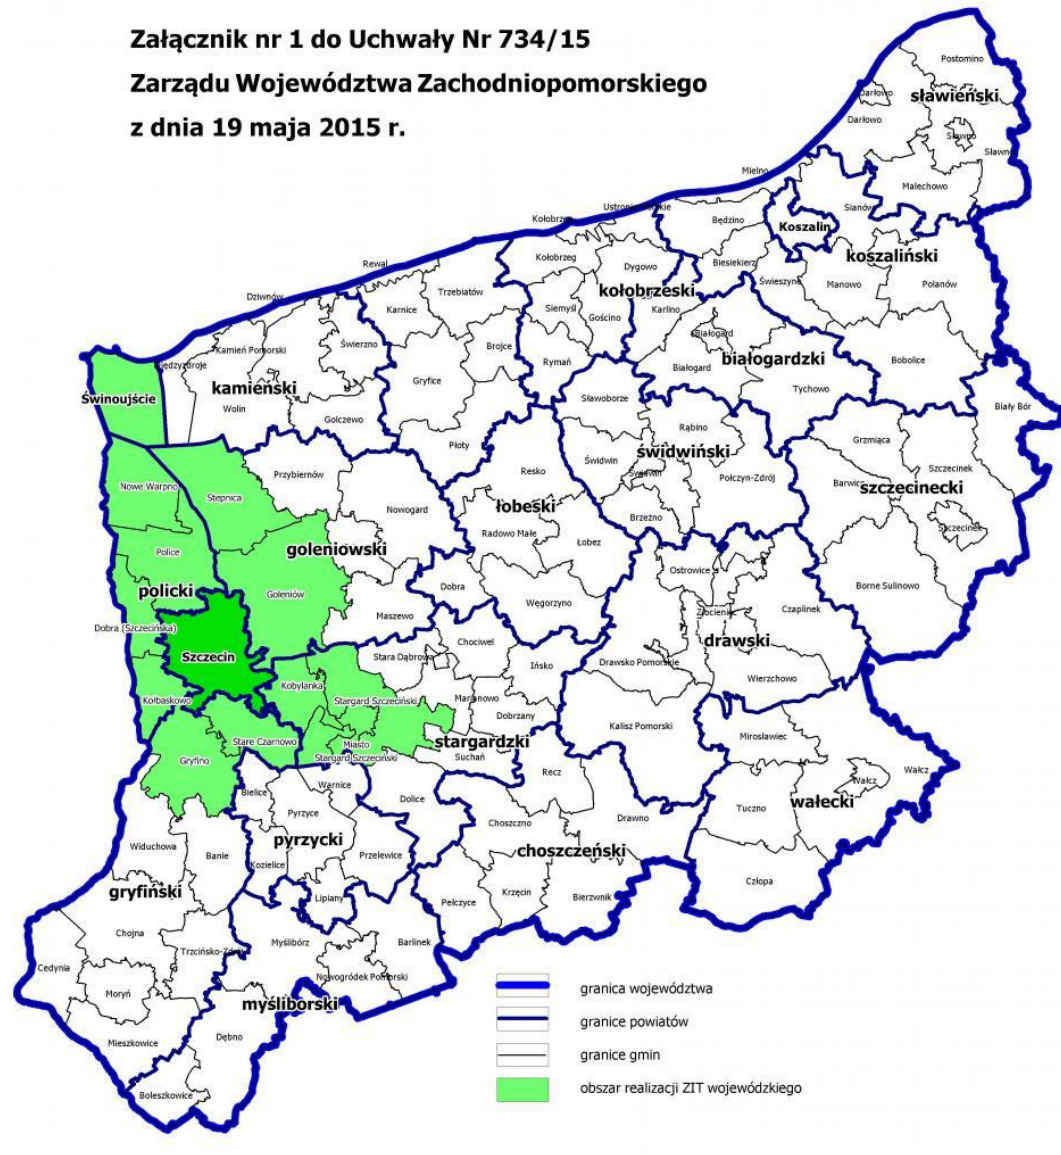 Załącznik nr 1 do Uchwały Nr 734/15
Zarządu Województwa Zachodniopomorskiego
z dnia 19 maja 2015 r.
Postomino
Darłowo
sławieński
Darłowo
Sławno
Sławno
Mielno
Malechowo
Sianów
Ustronie Morskie
Kołobrzeg
Będzino
Koszalin
Kołobrzeg
Biesiekierz
koszaliński
Rewal
Dygowo
Świeszyno
Manowo
Polanów
Trzebiatów
kołobrzeski
Dziwnów
Karnice
Siemyśl
Gościno
Karlino
Białogard
Kamień Pomorski
Świerzno
Brojce
Rymań
białogardzki
Bobolice
Międzyzdroje
Białogard
kamieński
Gryfice
Tychowo
Świnoujście
Wolin
Golczewo
Sławoborze
Biały Bór
Rąbino
Grzmiąca
Płoty
świdwiński
Świdwin
Resko
Świdwin
Połczyn-Zdrój
Szczecinek
Przybiernów
Barwice
szczecinecki
Nowe Warpno
Stepnica
Nowogard
łobeski
Brzeżno
Radowo Małe
Szczecinek
Łobez
Police
goleniowski
Ostrowice
policki
Goleniów
Dobra
Borne Sulinowo
Węgorzyno
Maszewo
Złocieniec
Czaplinek
Dobra (Szczecińska)
drawski
Chociwel
Szczecin
Stara Dąbrowa
Ińsko
Drawsko Pomorskie
Wierzchowo
Kobylanka
Kołbaskowo
Stargard Szczeciński
Marianowo
Dobrzany
Kalisz Pomorski
Stare Czarnowo
Miasto
Stargard Szczeciński
stargardzki
Suchań
Mirosławiec
Gryfino
Recz
Wałcz
Wałcz
Bielice
Warnice
Dolice
wałecki
Pyrzyce
Tuczno
Choszczno
Drawno
pyrzycki
Widuchowa
Banie
Kozielice
Przelewice
choszczeński
gryfiński
Lipiany
Pełczyce
Krzęcin
Bierzwnik
Człopa
Chojna
Trzcińsko-Zdrój
Myślibórz
Barlinek
Cedynia
Nowogródek Pomorski
Moryń
myśliborski
Mieszkowice
Dębno
Boleszkowice
granica województwa
granice powiatów
granice gmin
obszar realizacji ZIT wojewódzkiego